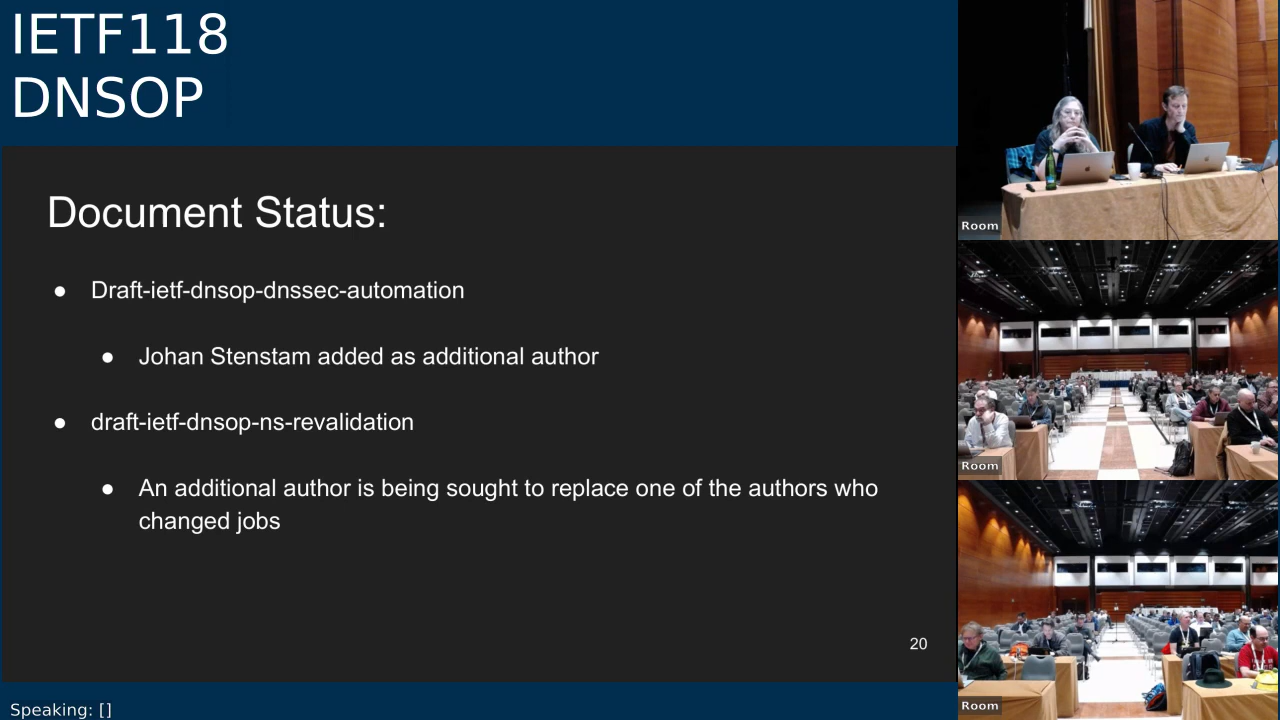 IETF118
DNSOP
Document Status:
● Draft-ietf-dnsop-dnssec-automation
● Johan Stenstam added as additional author
● draft-ietf-dnsop-ns-revalidation
● An additional author is being sought to replace one of the authors who
changed jobs
20
Speaking: []
Room
Room
Room